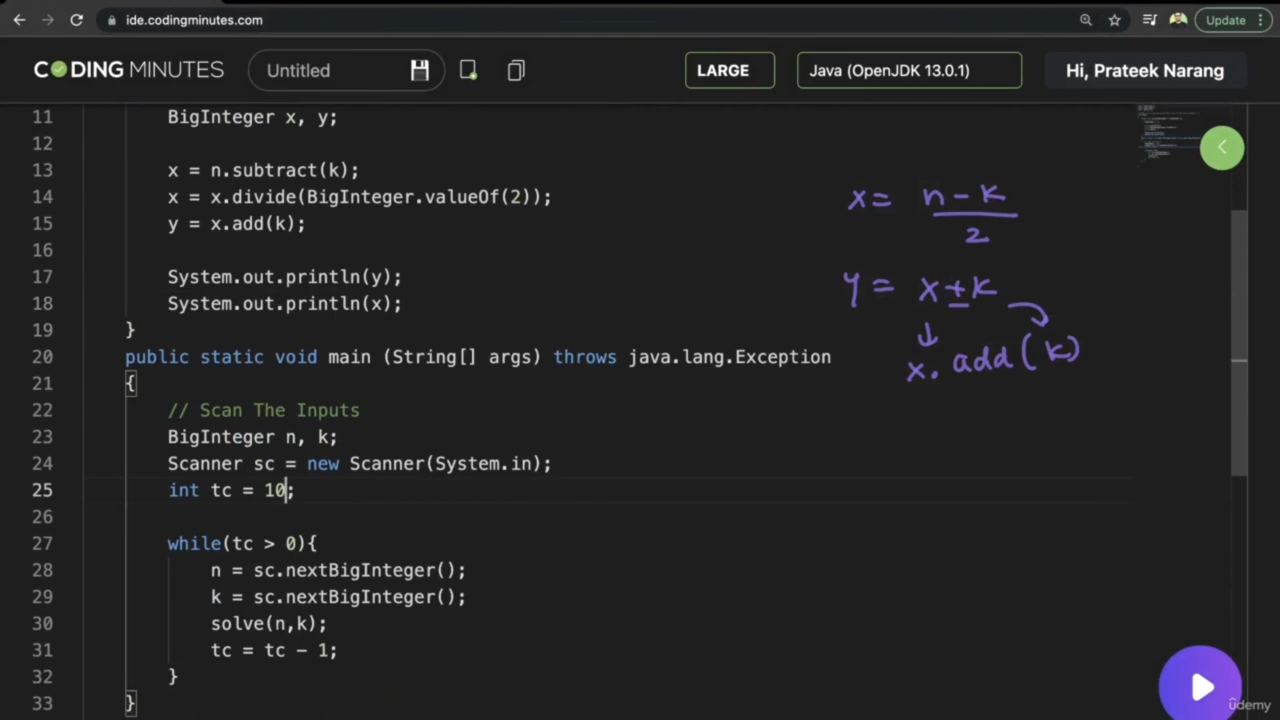 ide.codingminutes.com
Update
CODING MINUTES
Untitled
LARGE
Java (OpenJDK 13.0.1)
Hi, Prateek Narang
11 BigInteger x, y;
12
13 x = n.subtract(k);
14 x = x.divide(BigInteger.valueOf(2));
15 y = x.add(k);
16
17 System.out.println(y);
18 System.out.println(x);
19 }
20 public static void main (String[] args) throws java.lang.Exception
21 {
22 // Scan The Inputs
23 BigInteger n, k;
24 Scanner sc = new Scanner(System.in);
25 int tc = 10;
26
27 while(tc > 0){
28 n = sc.nextBigInteger();
29 k = sc.nextBigInteger();
30 solve(n,k);
31 tc = tc - 1;
32 }
33 }
x = n - k
2
y = x + k
x. add(k)
ûdemy